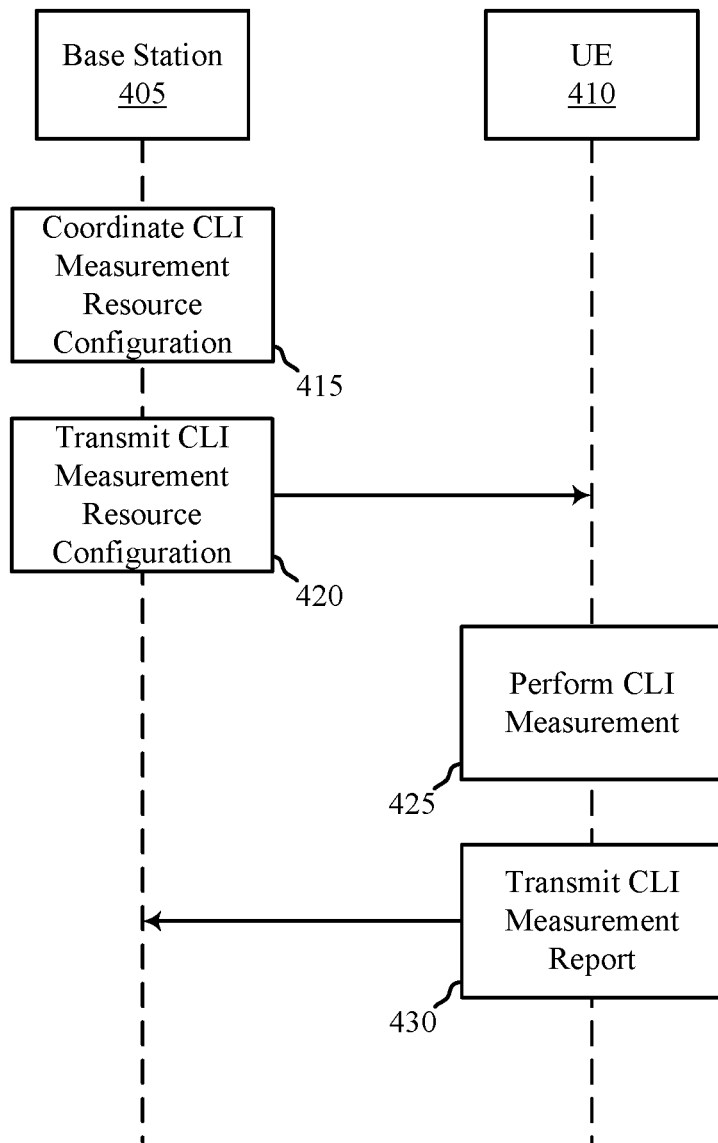 Base Station
405
UE
410
Coordinate CLI
Measurement
Resource
Configuration
415
Transmit CLI
Measurement
Resource
Configuration
420
Perform CLI
Measurement
425
Transmit CLI
Measurement
Report
430